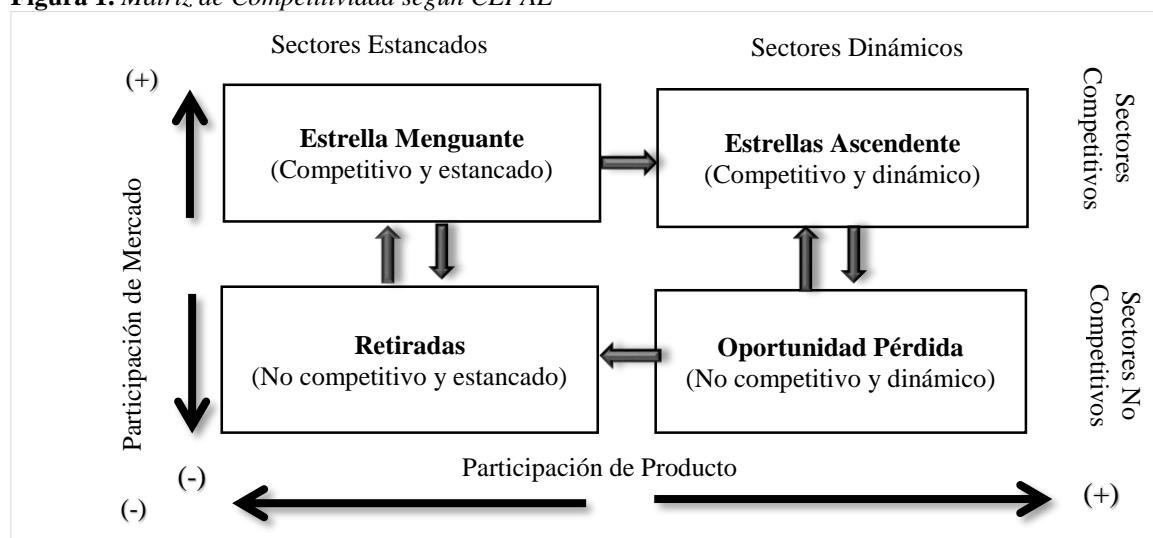 Figura 1. Matriz de Competitividad según CEPAL
Sectores Estancados
Sectores Dinámicos
(+)
Estrella Menguante
(Competitivo y estancado)
Estrellas Ascendente
(Competitivo y dinámico)
Sectores
Competitivos
Participación de Mercado
Retiradas
(No competitivo y estancado)
Oportunidad Pérdida
(No competitivo y dinámico)
Sectores No
Competitivos
(-)
Participación de Producto
(-)
(+)